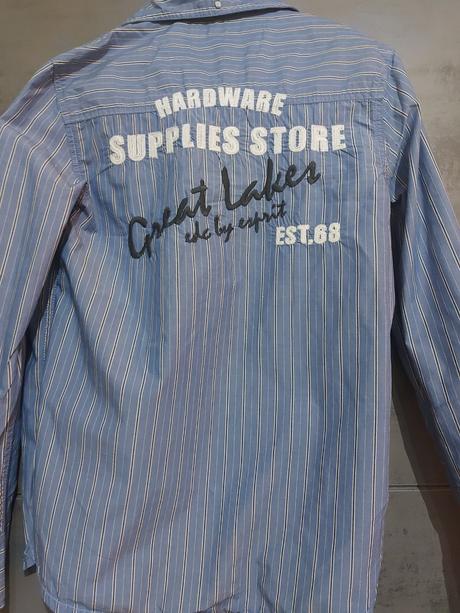 HARDWARE
SUPPLIES STORE
Great Lakes
edc by esprit
EST.68